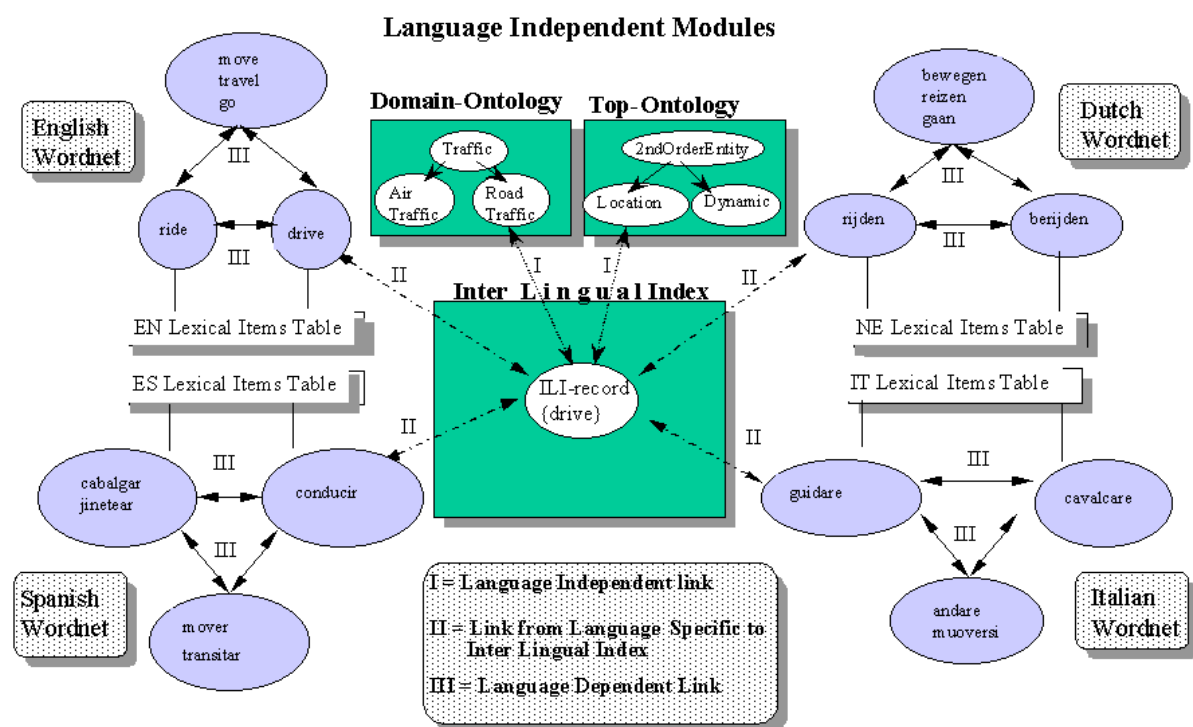 Language Independent Modules
move
travel
go
English
Wordnet
III
ride
drive
III
EN Lexical Items Table
Domain-Ontology
Traffic
Air
Traffic
Road
Traffic
Top-Ontology
2ndOrderEntity
Location
Dynamic
bewegen
reizen
gaan
Dutch
Wordnet
III
rijden
berijden
III
NE Lexical Items Table
II
I
I
II
Inter Lingual Index
ILI-record
{drive}
II
II
ES Lexical Items Table
cabalgar
jinetear
III
conducir
III
mover
transitar
Spanish
Wordnet
IT Lexical Items Table
guidare
III
cavalcare
III
andare
muoversi
Italian
Wordnet
I = Language Independent link
II = Link from Language Specific to
Inter Lingual Index
III = Language Dependent Link